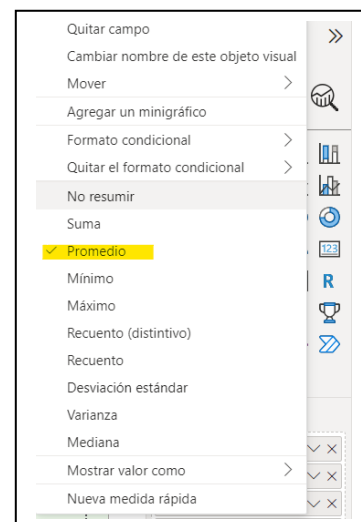 Quitar campo
Cambiar nombre de este objeto visual
Mover
Agregar un minigráfico
Formato condicional
Quitar el formato condicional
No resumir
Suma
Promedio
Mínimo
Máximo
Recuento (distintivo)
Recuento
Desviación estándar
Varianza
Mediana
Mostrar valor como
Nueva medida rápida
123
R